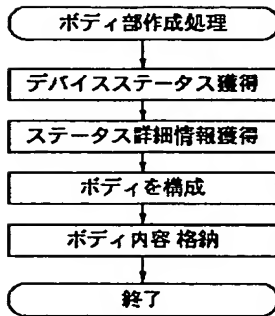 ボディ部作成処理
デバイスステータス獲得
ステータス詳細情報獲得
ボディを構成
ボディ内容 格納
終了